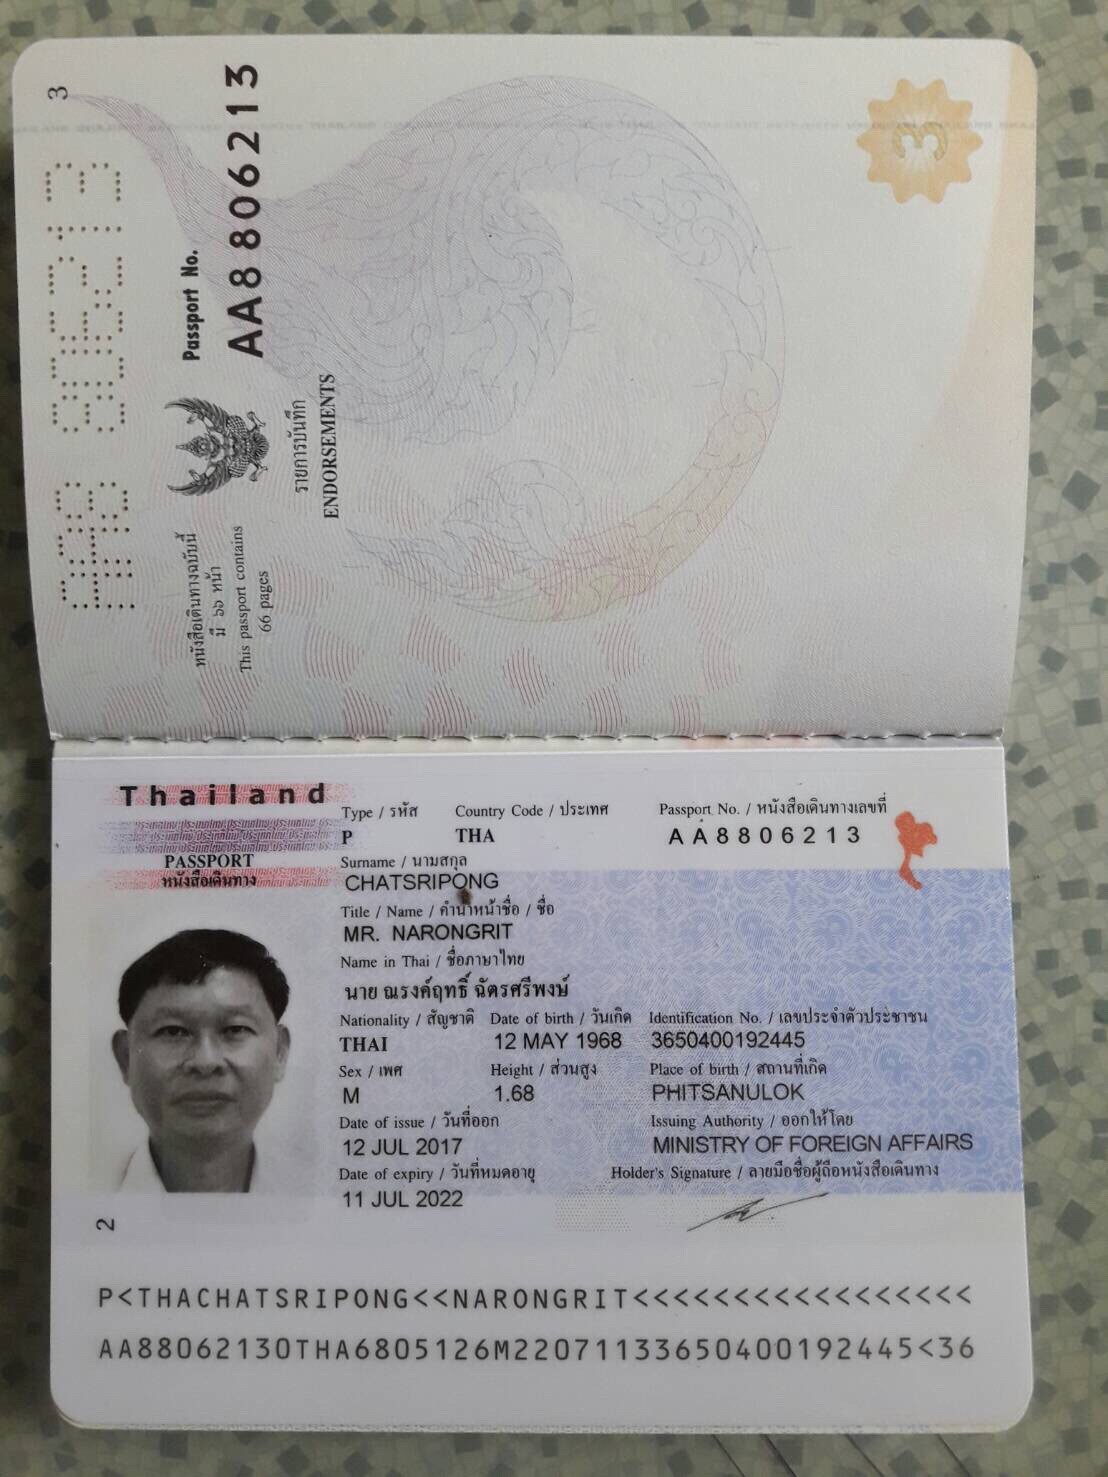 3
AA8806213
Passport No.
AA8806213
รายการบันทึก
ENDORSEMENTS
หนังสือเดินทางฉบับนี้
มี ๖๖ หน้า
This passport contains
66 pages
3
Thailand
PASSPORT
หนังสือเดินทาง
Type / รหัส Country Code / ประเทศ Passport No. / หนังสือเดินทางเลขที่
P THA AA8806213
Surname / นามสกุล
CHATSRIPONG
Title / Name / คำนำหน้าชื่อ / ชื่อ
MR. NARONGRIT
Name in Thai / ชื่อภาษาไทย
นาย ณรงค์ฤทธิ์ ฉัตรศรีพงษ์
Nationality / สัญชาติ Date of birth / วันเกิด Identification No. / เลขประจำตัวประชาชน
THAI 12 MAY 1968 3650400192445
Sex / เพศ Height / ส่วนสูง Place of birth / สถานที่เกิด
M 1.68 PHITSANULOK
Date of issue / วันที่ออก Issuing Authority / ออกให้โดย
12 JUL 2017 MINISTRY OF FOREIGN AFFAIRS
Date of expiry / วันที่หมดอายุ Holder's Signature / ลายมือชื่อผู้ถือหนังสือเดินทาง
11 JUL 2022
2
P<THACHATSRIPONG<<NARONGRIT<<<<<<<<<<<<<<<<<
AA88062130THA6805126M22071133650400192445<36